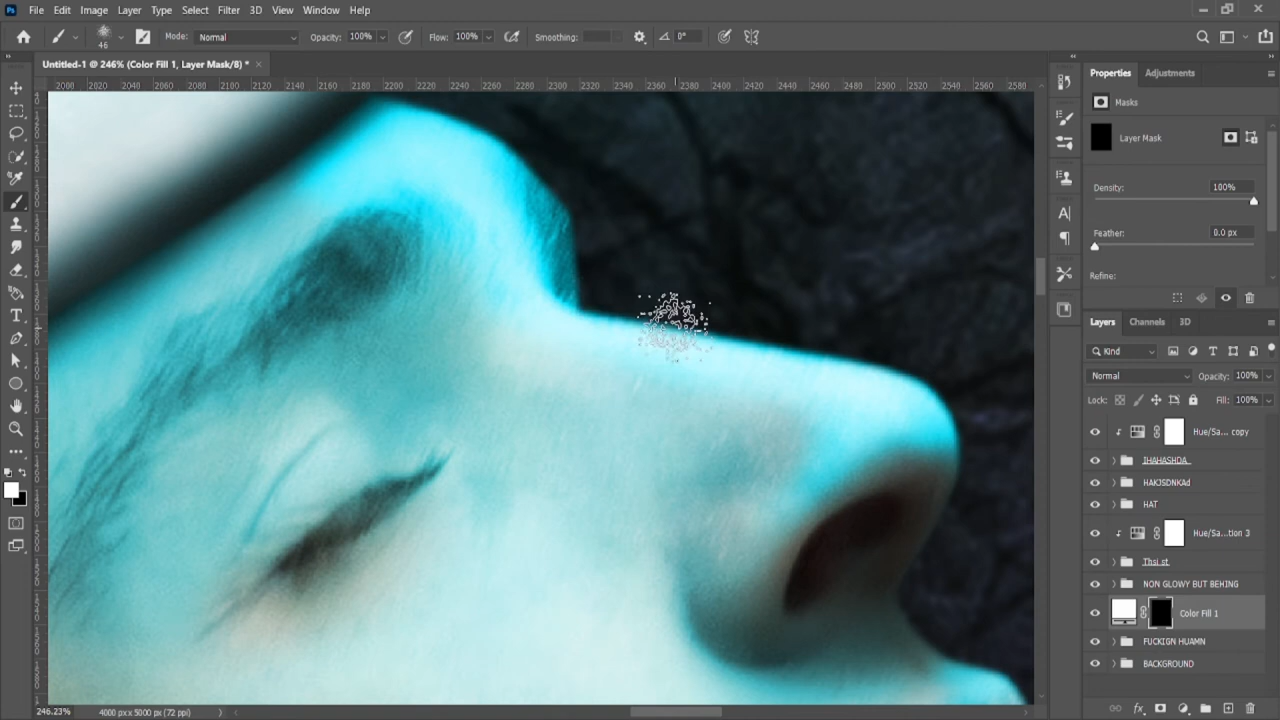 Ps File Edit Image Layer Type Select Filter 3D View Window Help
46 Mode: Normal Opacity: 100% Flow: 100% Smoothing: 0°
Untitled-1 @ 246% (Color Fill 1, Layer Mask/8) * ×
2000 2020 2040 2060 2080 2100 2120 2140 2160 2180 2200 2220 2240 2260 2280 2300 2320 2340 2360 2380 2400 2420 2440 2460 2480 2500 2520 2540 2560 2580
Properties Adjustments
Masks
Layer Mask
Density: 100%
Feather: 0.0 px
Refine:
Layers Channels 3D
Kind
Normal Opacity: 100%
Lock: Fill: 100%
Hue/Sa... copy
IHAHASHDA
HAKJSDNKAd
HAT
Hue/Sa...tion 3
Thsi st
NON GLOWY BUT BEHING
Color Fill 1
FUCKIGN HUAMN
BACKGROUND
246.23% 4000 px x 5000 px (72 ppi)